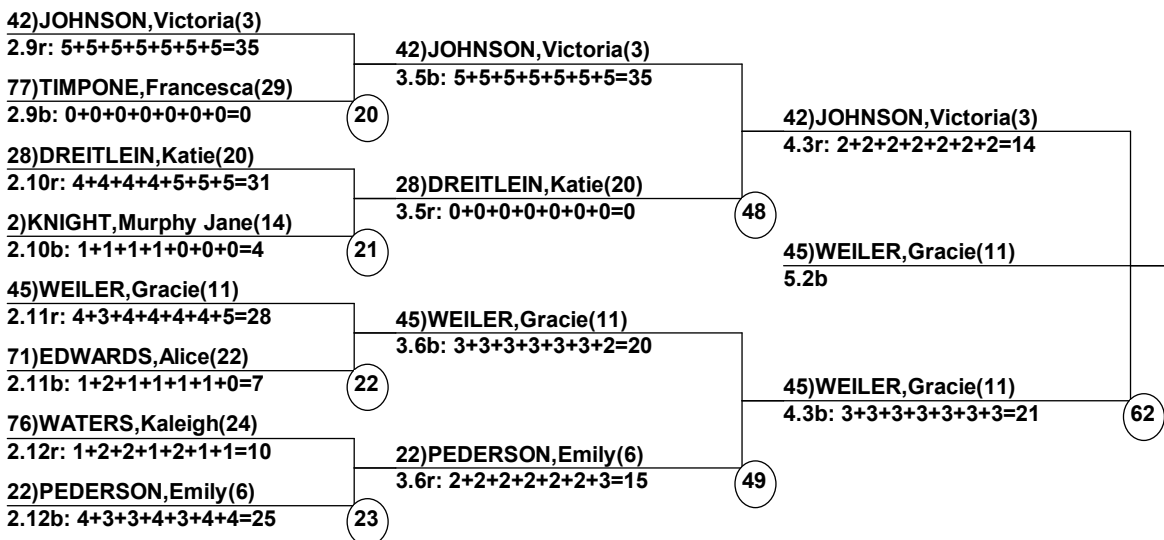 42)JOHNSON,Victoria(3)
2.9r: 5+5+5+5+5+5+5=35
77)TIMPONE,Francesca(29)
2.9b: 0+0+0+0+0+0+0=0
20
28)DREITLEIN,Katie(20)
2.10r: 4+4+4+4+5+5+5=31
2)KNIGHT,Murphy Jane(14)
2.10b: 1+1+1+1+0+0+0=4
21
45)WEILER,Gracie(11)
2.11r: 4+3+4+4+4+4+5=28
71)EDWARDS,Alice(22)
2.11b: 1+2+1+1+1+1+0=7
22
76)WATERS,Kaleigh(24)
2.12r: 1+2+2+1+2+1+1=10
22)PEDERSON,Emily(6)
2.12b: 4+3+3+4+3+4+4=25
23
42)JOHNSON,Victoria(3)
3.5b: 5+5+5+5+5+5+5=35
28)DREITLEIN,Katie(20)
3.5r: 0+0+0+0+0+0+0=0
48
45)WEILER,Gracie(11)
3.6b: 3+3+3+3+3+3+2=20
22)PEDERSON,Emily(6)
3.6r: 2+2+2+2+2+2+3=15
49
42)JOHNSON,Victoria(3)
4.3r: 2+2+2+2+2+2+2=14
45)WEILER,Gracie(11)
5.2b
45)WEILER,Gracie(11)
4.3b: 3+3+3+3+3+3+3=21
62